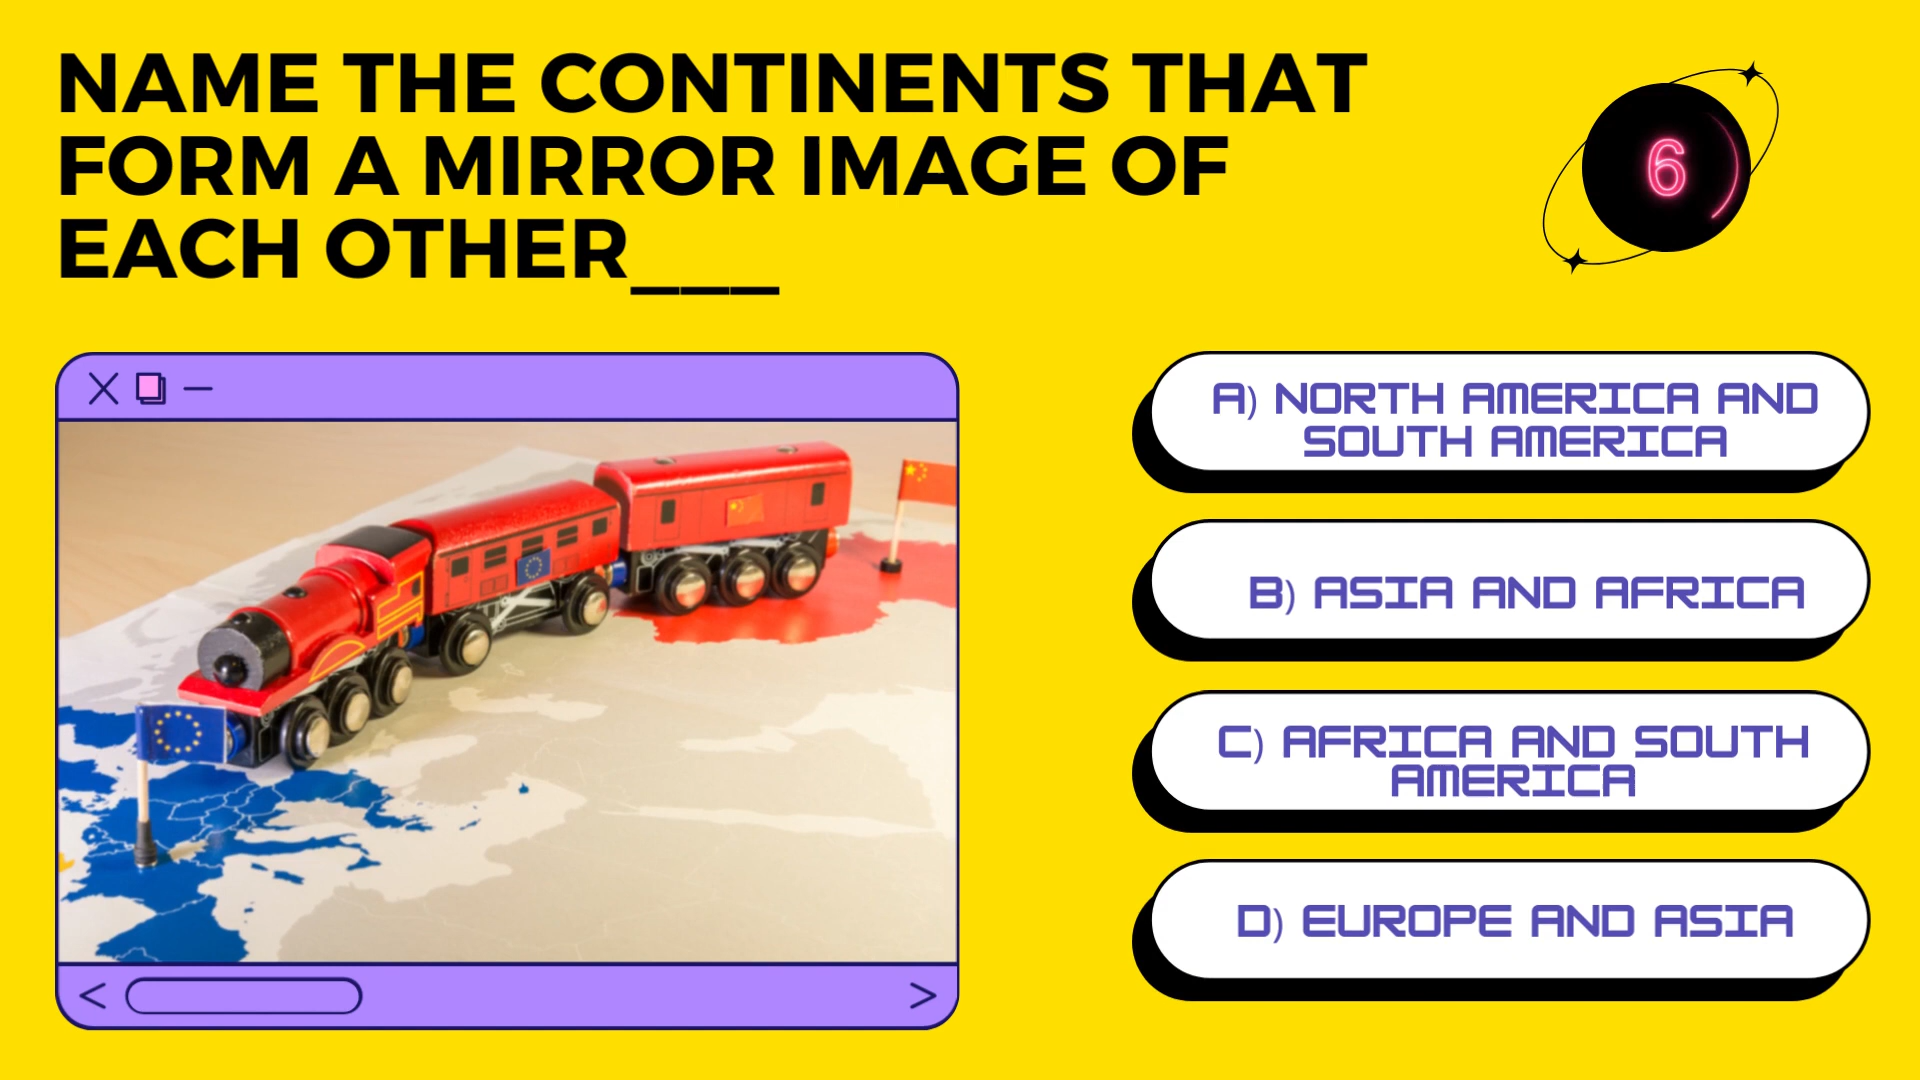 NAME THE CONTINENTS THAT
FORM A MIRROR IMAGE OF
EACH OTHER___
6
A) NORTH AMERICA AND
SOUTH AMERICA
B) ASIA AND AFRICA
C) AFRICA AND SOUTH
AMERICA
D) EUROPE AND ASIA